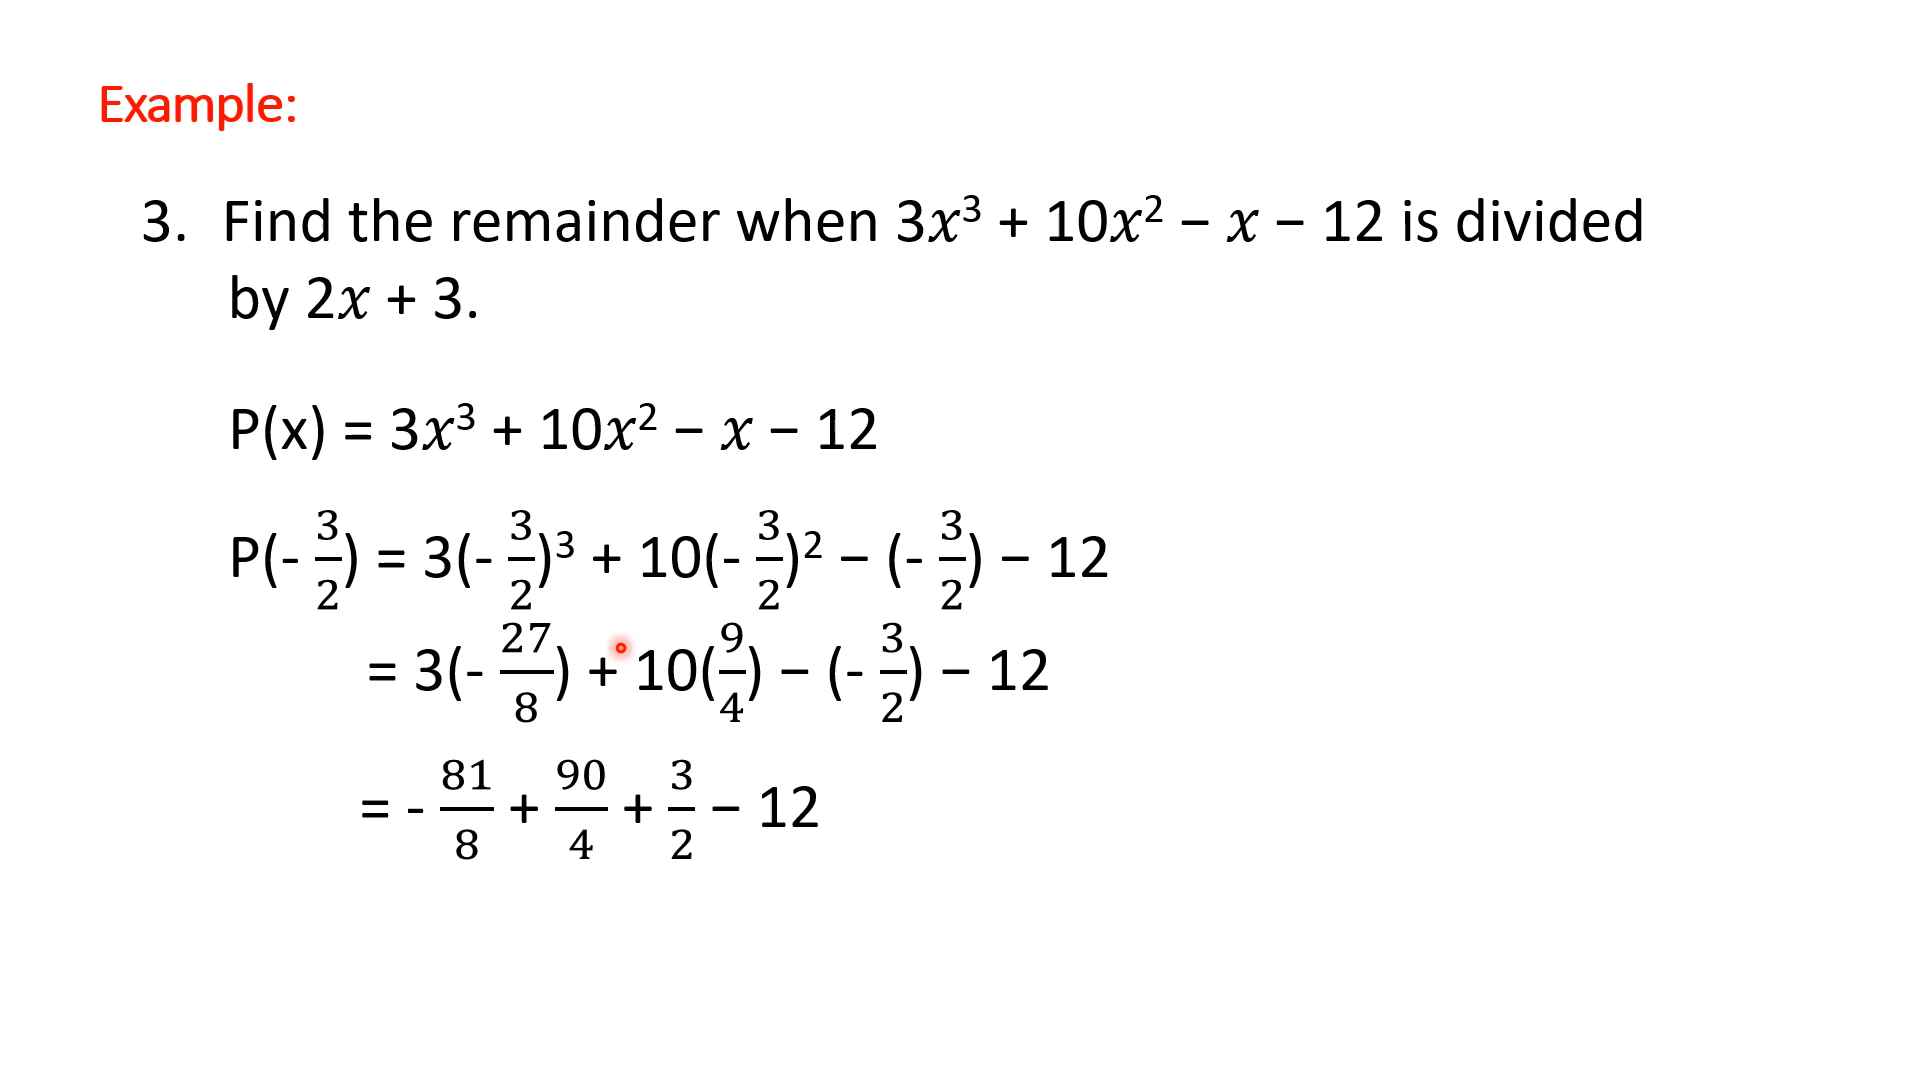 Example:
3. Find the remainder when 3𝑥³ + 10𝑥² − 𝑥 − 12 is divided
by 2𝑥 + 3.
P(x) = 3𝑥³ + 10𝑥² − 𝑥 − 12
P(- 3/2) = 3(- 3/2)³ + 10(- 3/2)² − (- 3/2) − 12
= 3(- 27/8) + 10(9/4) − (- 3/2) − 12
= - 81/8 + 90/4 + 3/2 − 12